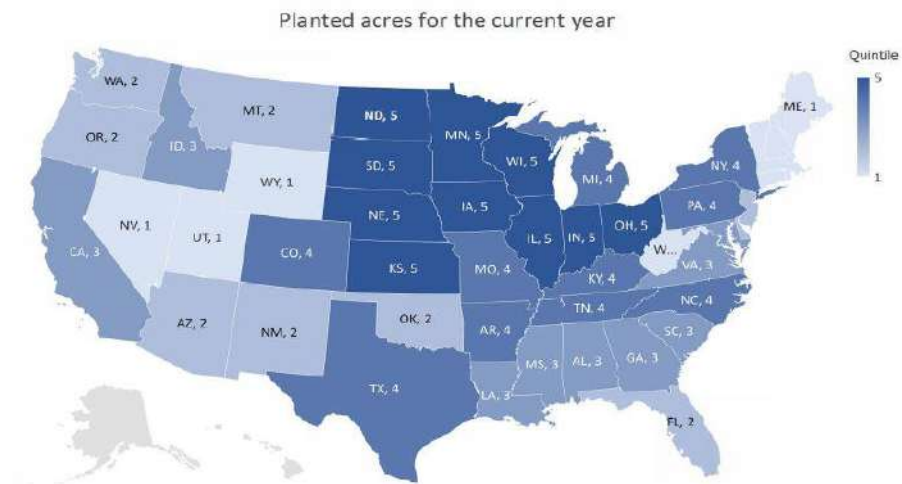 Planted acres for the current year
Quintile
5
1
WA, 2
MT, 2
ND, 5
MN, 5
ME, 1
OR, 2
ID, 3
SD, 5
WI, 5
MI, 4
NY, 4
WY, 1
IA, 5
PA, 4
NE, 5
NV, 1
UT, 1
CO, 4
IL, 5
IN, 5
OH, 5
W...
CA, 3
KS, 5
MO, 4
KY, 4
VA, 3
AZ, 2
NM, 2
OK, 2
AR, 4
TN, 4
NC, 4
SC, 3
MS, 3
AL, 3
GA, 3
TX, 4
LA, 3
FL, 2